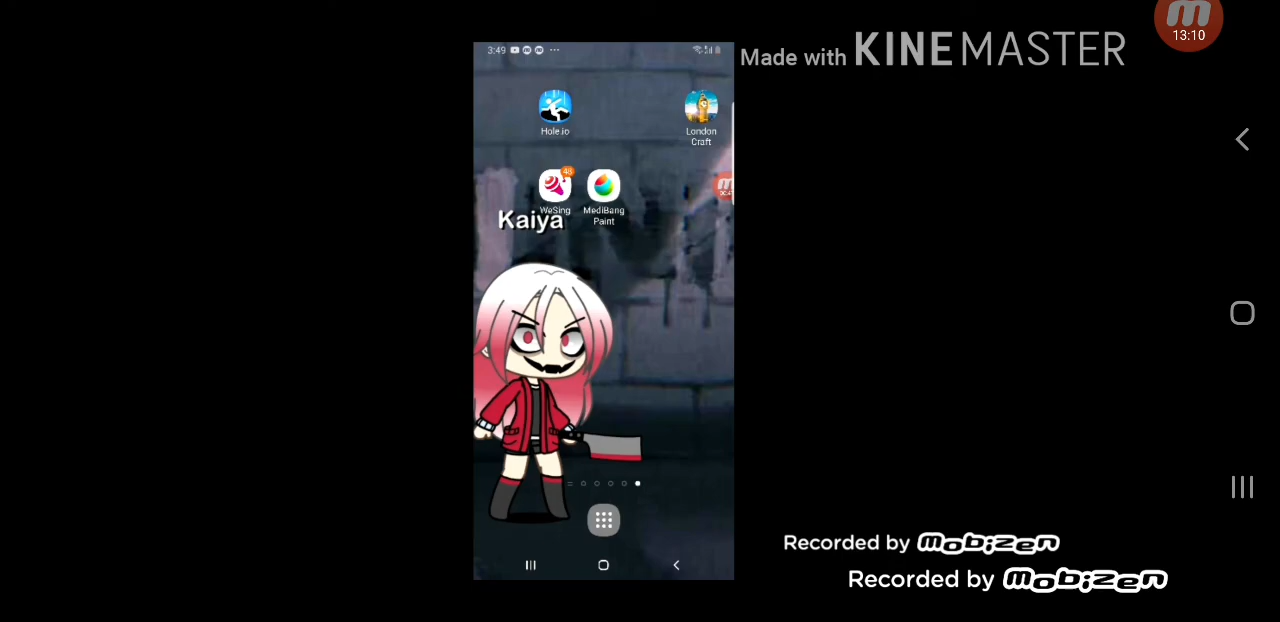 13:10
Made with KINEMASTER
3:49
Hole.io
London
Craft
48
WeSing
MediBang
Paint
Kaiya
Recorded by mobizen
Recorded by mobizen